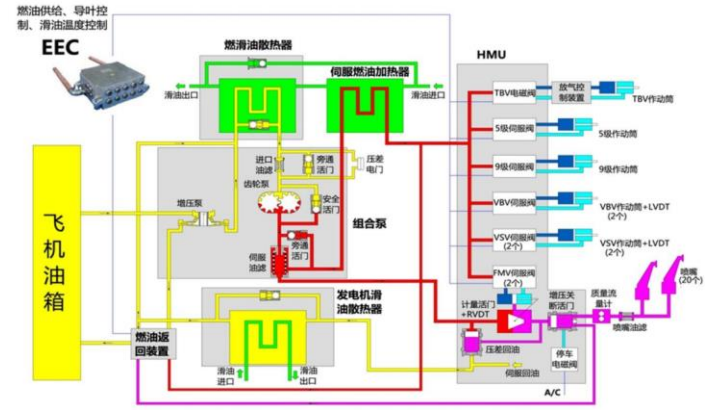 燃油供给、导叶控
制、滑油温度控制
EEC
燃滑油散热器
伺服燃油加热器
滑油出口
滑油进口
HMU
TBV电磁阀
放气控
制装置
TBV作动筒
5级伺服阀
5级作动筒
9级伺服阀
9级作动筒
VBV伺服阀
(2个)
VBV作动筒+LVDT
(2个)
VSV伺服阀
(2个)
VSV作动筒+LVDT
(2个)
FMV伺服阀
(2个)
进口
油滤
旁通
活门
压差
电门
齿轮泵
增压泵
安全
活门
组合泵
旁通
活门
伺服
油滤
飞机油箱
发电机滑
油散热器
燃油返
回装置
滑油
进口
滑油
出口
计量活门
+RVDT
增压关
断活门
质量流
量计
喷嘴
(20个)
喷嘴油滤
压差回油
停车
电磁阀
伺服回油
A/C